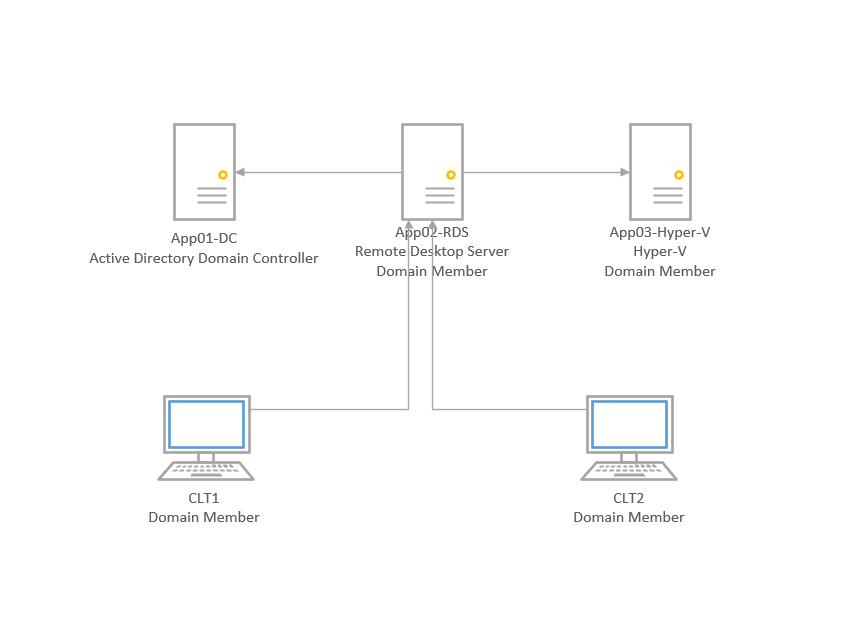 App01-DC
Active Directory Domain Controller
App02-RDS
Remote Desktop Server
Domain Member
App03-Hyper-V
Hyper-V
Domain Member
CLT1
Domain Member
CLT2
Domain Member